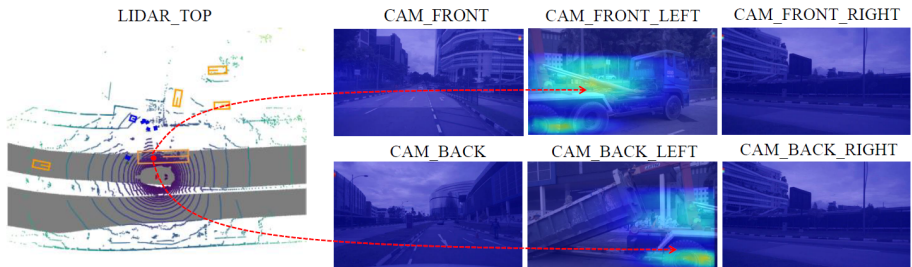 LIDAR_TOP
CAM_FRONT
CAM_FRONT_LEFT
CAM_FRONT_RIGHT
CAM_BACK
CAM_BACK_LEFT
CAM_BACK_RIGHT